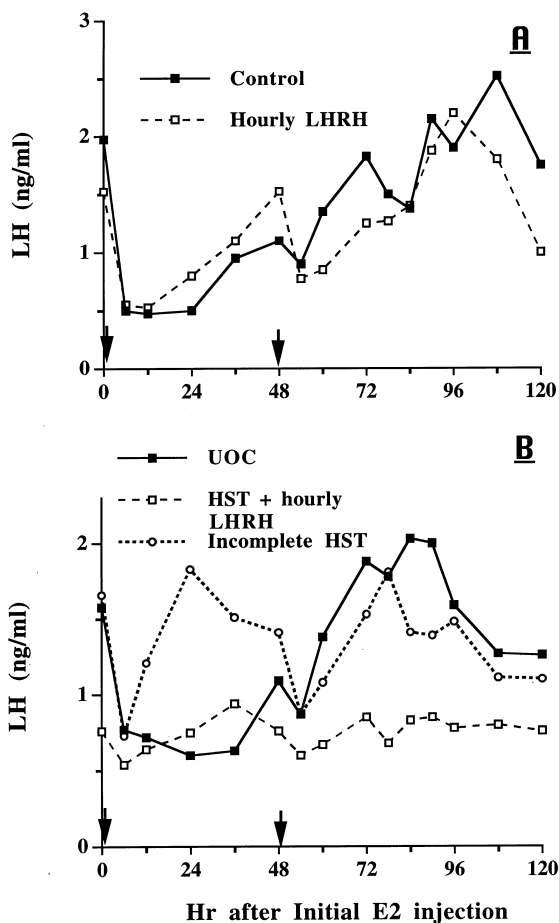 A
3
2
1
0
LH (ng/ml)
Control
Hourly LHRH
0
24
48
72
96
120
B
UOC
HST + hourly
LHRH
Incomplete HST
2
1
0
LH (ng/ml)
0
24
48
72
96
120
Hr after Initial E2 injection